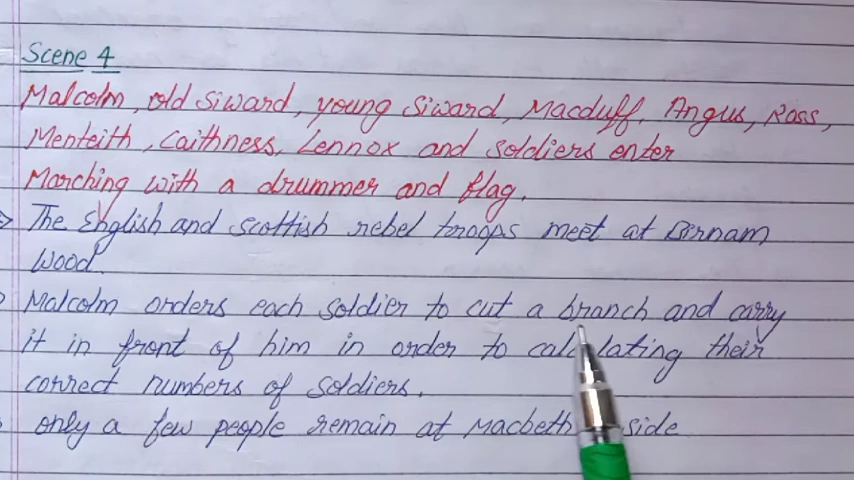 Scene 4
Malcolm, old Siward, young Siward, Macduff, Angus, Ross,
Menteith, Caithness, Lennox and soldiers enter
Marching with a drummer and flag.
The English and Scottish rebel troops meet at Birnam
Wood.
Malcolm orders each soldier to cut a branch and carry
it in front of him in order to calculating their
correct numbers of soldiers.
only a few people remain at Macbeth side